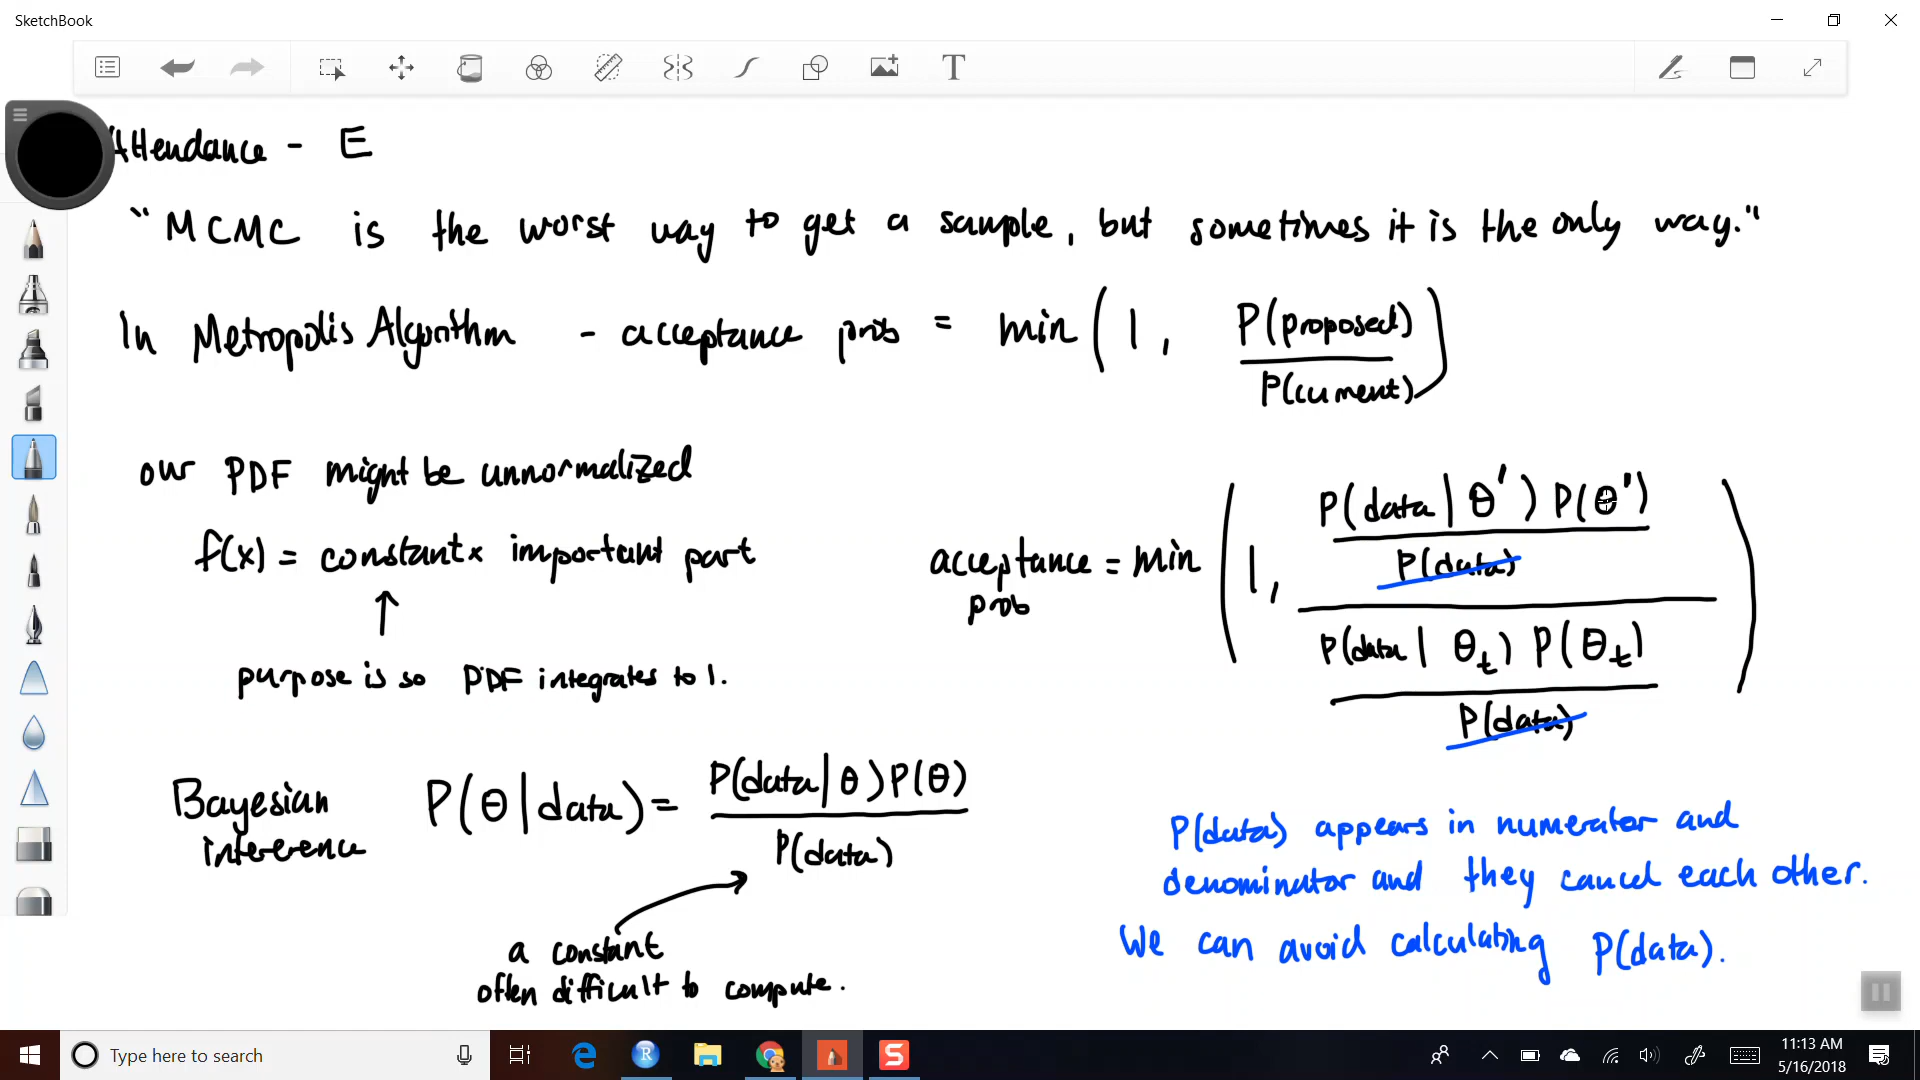 SketchBook
Attendance - E
"MCMC is the worst way to get a sample, but sometimes it is the only way."
In Metropolis Algorithm - acceptance prob = min ( 1, P(proposed) / P(current) )
our PDF might be unnormalized
f(x) = constant x important part
purpose is so PDF integrates to 1.
acceptance prob = min ( 1, P(data | θ') P(θ') / P(data) / P(data | θt) P(θt) / P(data) )
Bayesian inference P(θ | data) = P(data | θ) P(θ) / P(data)
a constant
often difficult to compute.
P(data) appears in numerator and
denominator and they cancel each other.
We can avoid calculating P(data).
Type here to search
11:13 AM
5/16/2018